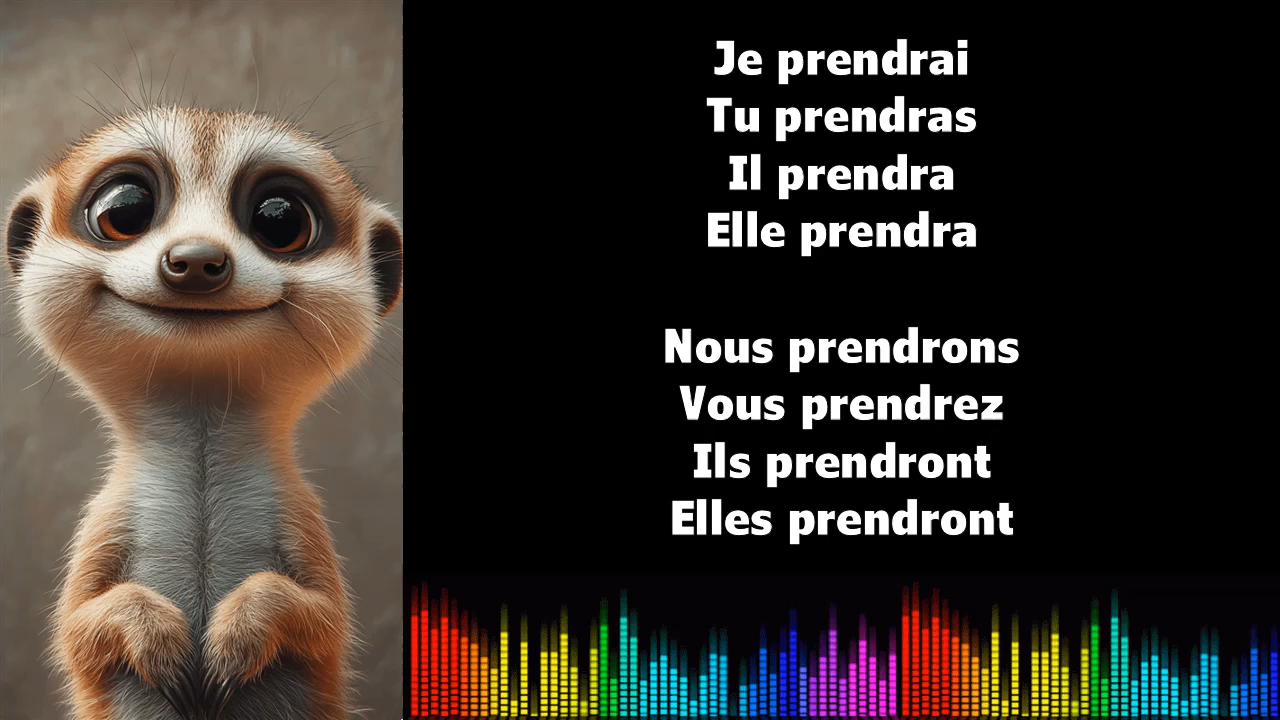 Je prendrai
Tu prendras
Il prendra
Elle prendra
Nous prendrons
Vous prendrez
Ils prendront
Elles prendront